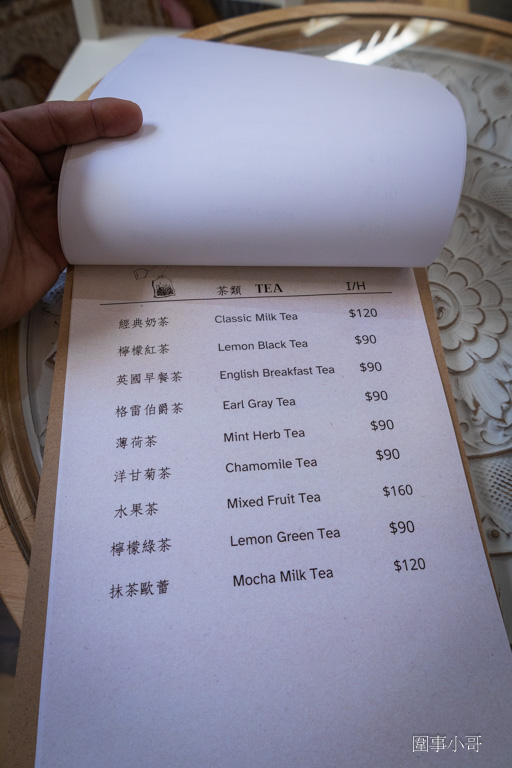 茶類 TEA I/H
經典奶茶 Classic Milk Tea $120
檸檬紅茶 Lemon Black Tea $90
英國早餐茶 English Breakfast Tea $90
格雷伯爵茶 Earl Gray Tea $90
薄荷茶 Mint Herb Tea $90
洋甘菊茶 Chamomile Tea $90
水果茶 Mixed Fruit Tea $160
檸檬綠茶 Lemon Green Tea $90
抹茶歐蕾 Mocha Milk Tea $120
圍事小哥